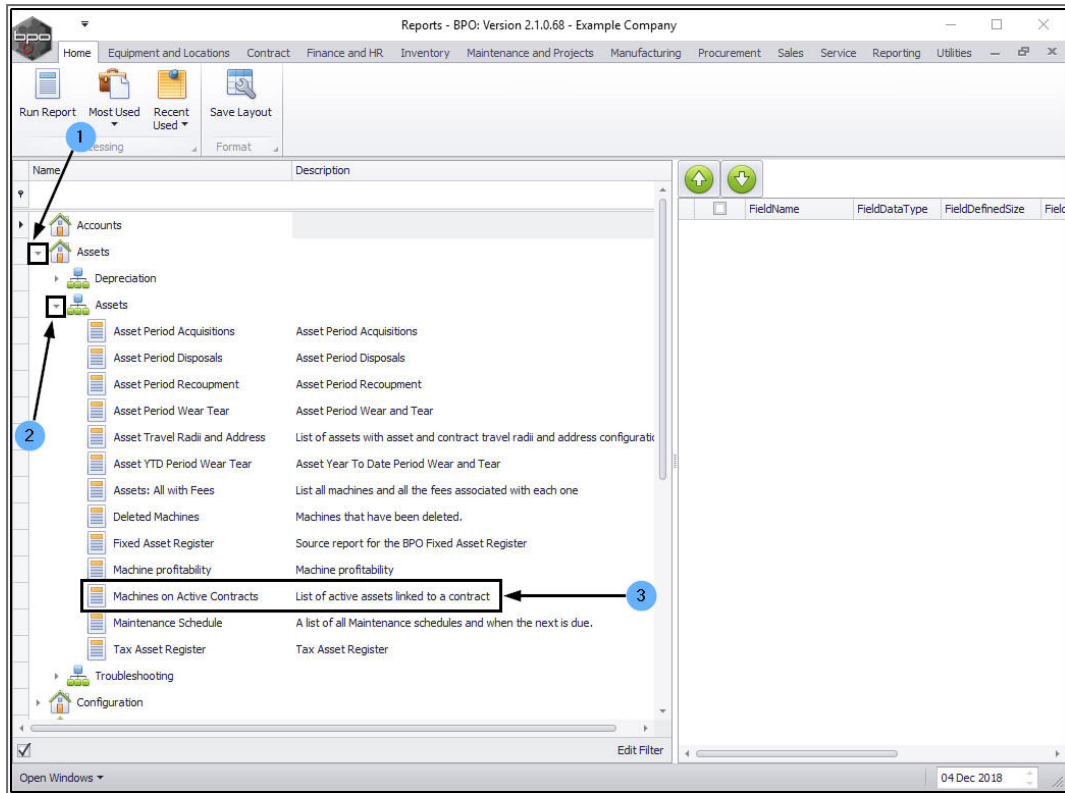 bpo
Reports - BPO: Version 2.1.0.68 - Example Company
Home Equipment and Locations Contract Finance and HR Inventory Maintenance and Projects Manufacturing Procurement Sales Service Reporting Utilities
Run Report Most Used Recent Used Save Layout
essing Format
1
Name Description
FieldName FieldDataType FieldDefinedSize Field
Accounts
Assets
Depreciation
Assets
Asset Period Acquisitions Asset Period Acquisitions
Asset Period Disposals Asset Period Disposals
Asset Period Recoupment Asset Period Recoupment
Asset Period Wear Tear Asset Period Wear and Tear
2
Asset Travel Radii and Address List of assets with asset and contract travel radii and address configuratio
Asset YTD Period Wear Tear Asset Year To Date Period Wear and Tear
Assets: All with Fees List all machines and all the fees associated with each one
Deleted Machines Machines that have been deleted.
Fixed Asset Register Source report for the BPO Fixed Asset Register
Machine profitability Machine profitability
Machines on Active Contracts List of active assets linked to a contract 3
Maintenance Schedule A list of all Maintenance schedules and when the next is due.
Tax Asset Register Tax Asset Register
Troubleshooting
Configuration
Edit Filter
Open Windows 04 Dec 2018